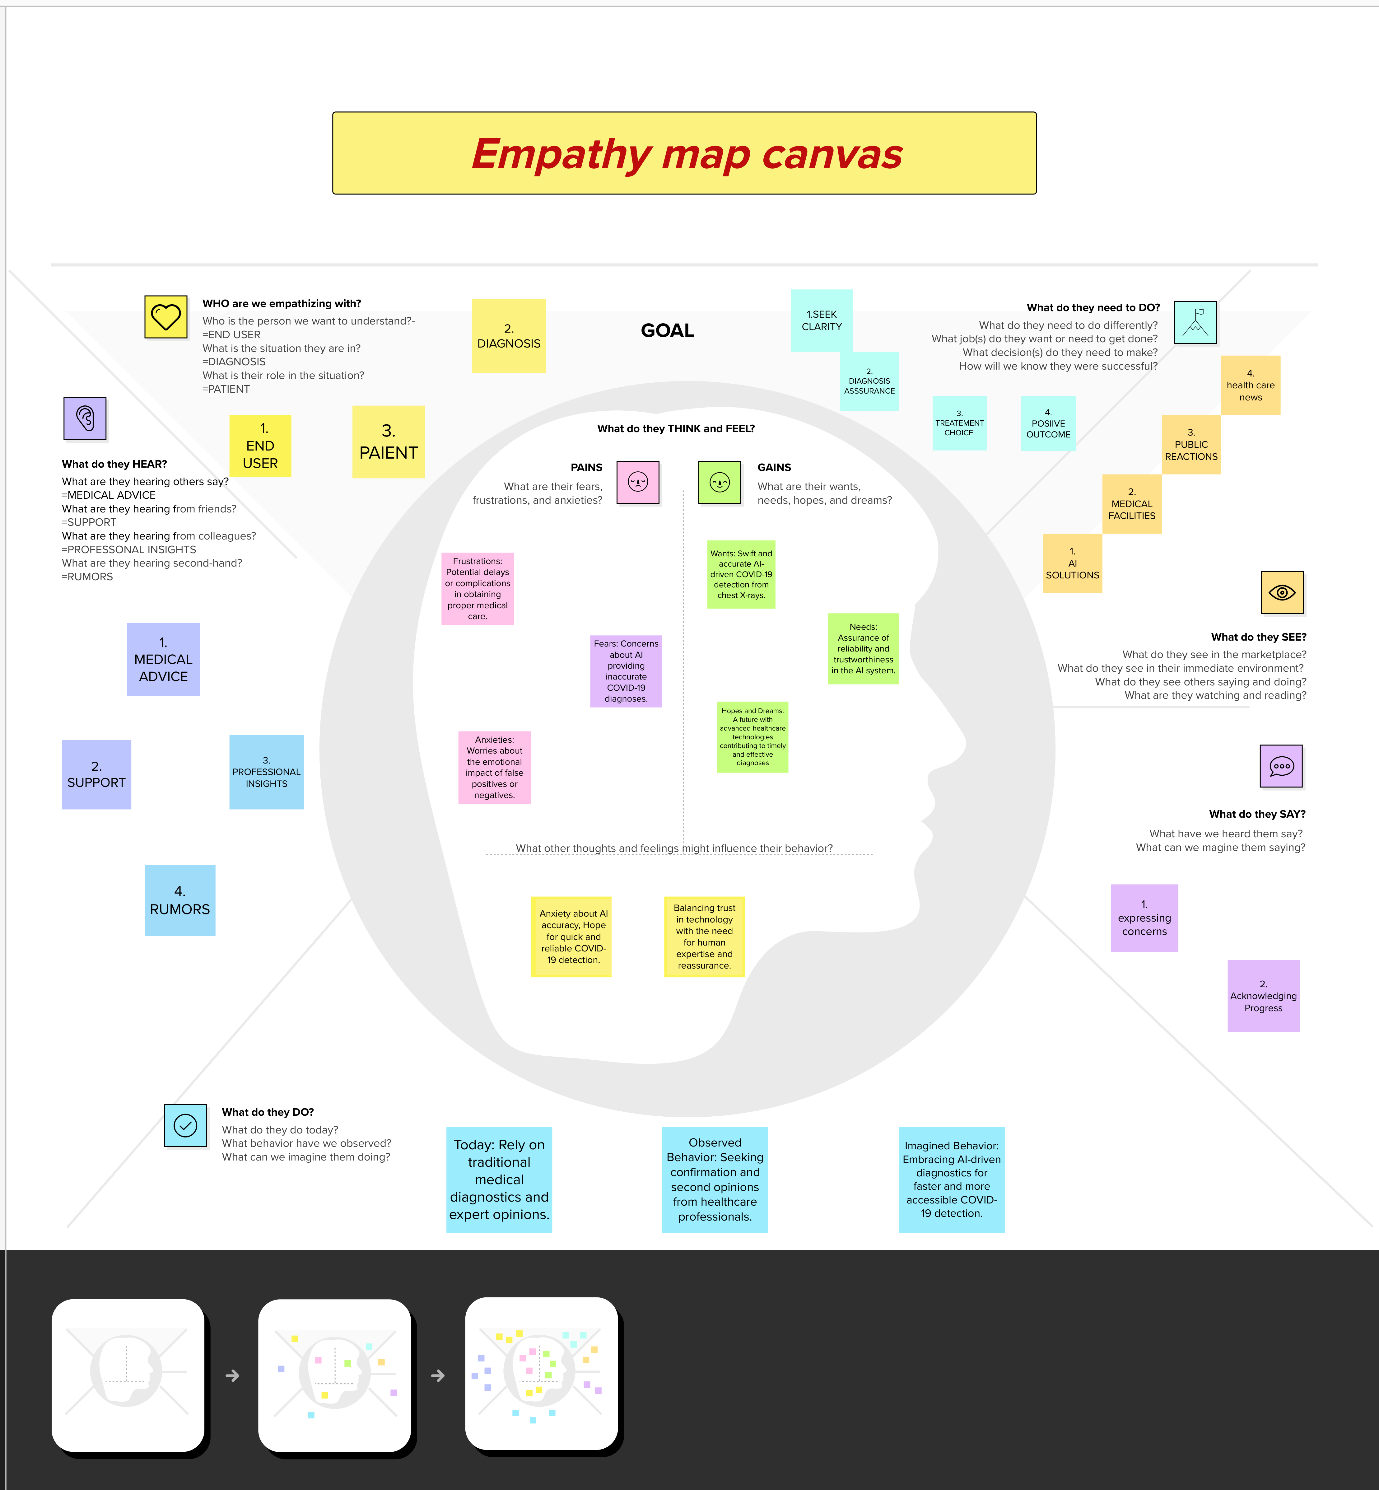 Empathy map canvas
WHO are we empathizing with?
Who is the person we want to understand?-
=END USER
What is the situation they are in?
=DIAGNOSIS
What is their role in the situation?
=PATIENT
2.
DIAGNOSIS
GOAL
1.SEEK
CLARITY
2.
DIAGNOSIS
ASSSURANCE
3.
TREATEMENT
CHOICE
4.
POSIIVE
OUTCOME
What do they need to DO?
What do they need to do differently?
What job(s) do they want or need to get done?
What decision(s) do they need to make?
How will we know they were successful?
1.
END
USER
3.
PAIENT
What do they HEAR?
What are they hearing others say?
=MEDICAL ADVICE
What are they hearing from friends?
=SUPPORT
What are they hearing from colleagues?
=PROFESSONAL INSIGHTS
What are they hearing second-hand?
=RUMORS
1.
MEDICAL
ADVICE
2.
SUPPORT
3.
PROFESSIONAL
INSIGHTS
4.
RUMORS
What do they THINK and FEEL?
PAINS
What are their fears,
frustrations, and anxieties?
GAINS
What are their wants,
needs, hopes, and dreams?
Frustrations:
Potential delays
or complications
in obtaining
proper medical
care.
Fears: Concerns
about AI
providing
inaccurate
COVID-19
diagnoses.
Anxieties:
Worries about
the emotional
impact of false
positives or
negatives.
Wants: Swift and
accurate AI-
driven COVID-19
detection from
chest X-rays.
Needs:
Assurance of
reliability and
trustworthiness
in the AI system.
Hopes and Dreams:
A future with
advanced healthcare
technologies
contributing to timely
and effective
diagnoses
What other thoughts and feelings might influence their behavior?
Anxiety about AI
accuracy, Hope
for quick and
reliable COVID-
19 detection.
Balancing trust
in technology
with the need
for human
expertise and
reassurance.
4.
health care
news
3.
PUBLIC
REACTIONS
2.
MEDICAL
FACILITIES
1.
AI
SOLUTIONS
What do they SEE?
What do they see in the marketplace?
What do they see in their immediate environment?
What do they see others saying and doing?
What are they watching and reading?
What do they SAY?
What have we heard them say?
What can we magine them saying?
1.
expressing
concerns
2.
Acknowledging
Progress
What do they DO?
What do they do today?
What behavior have we observed?
What can we imagine them doing?
Today: Rely on
traditional
medical
diagnostics and
expert opinions.
Observed
Behavior: Seeking
confirmation and
second opinions
from healthcare
professionals.
Imagined Behavior:
Embracing AI-driven
diagnostics for
faster and more
accessible COVID-
19 detection.